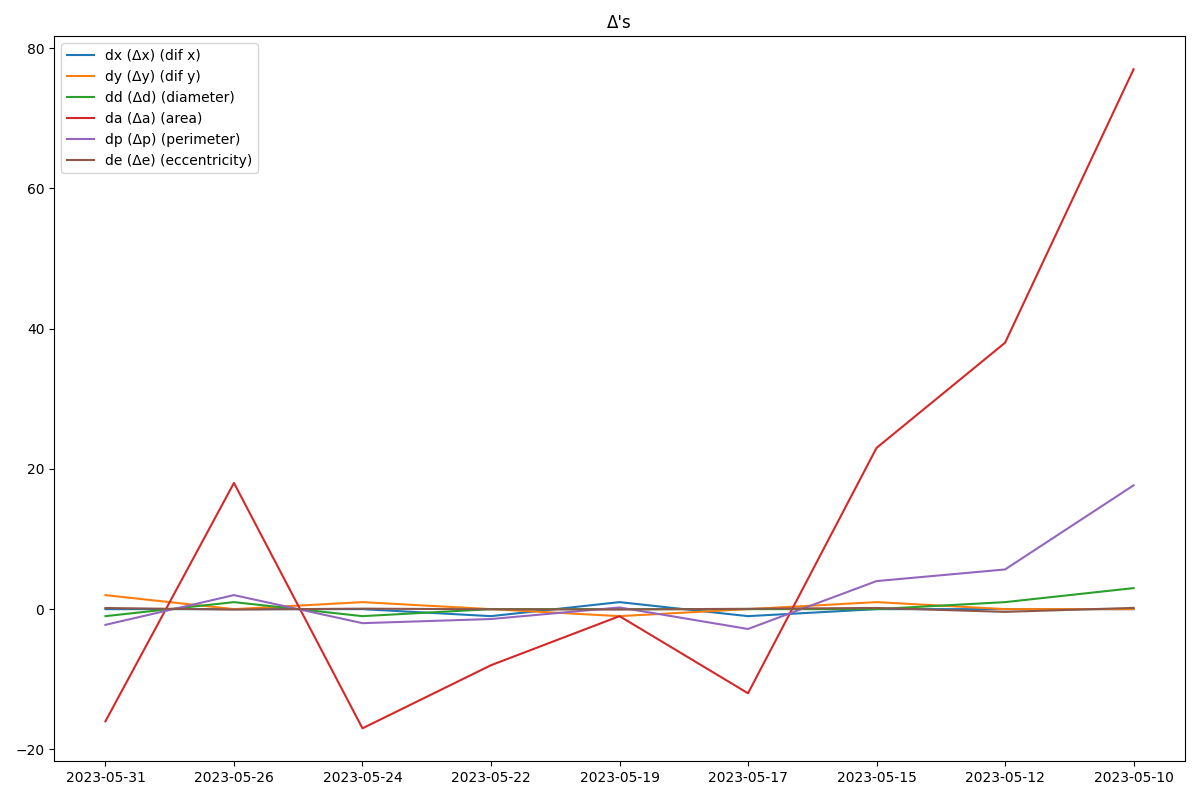 Δ's
dx (Δx) (dif x)
dy (Δy) (dif y)
dd (Δd) (diameter)
da (Δa) (area)
dp (Δp) (perimeter)
de (Δe) (eccentricity)
80
60
40
20
0
−20
2023-05-31 2023-05-26 2023-05-24 2023-05-22 2023-05-19 2023-05-17 2023-05-15 2023-05-12 2023-05-10